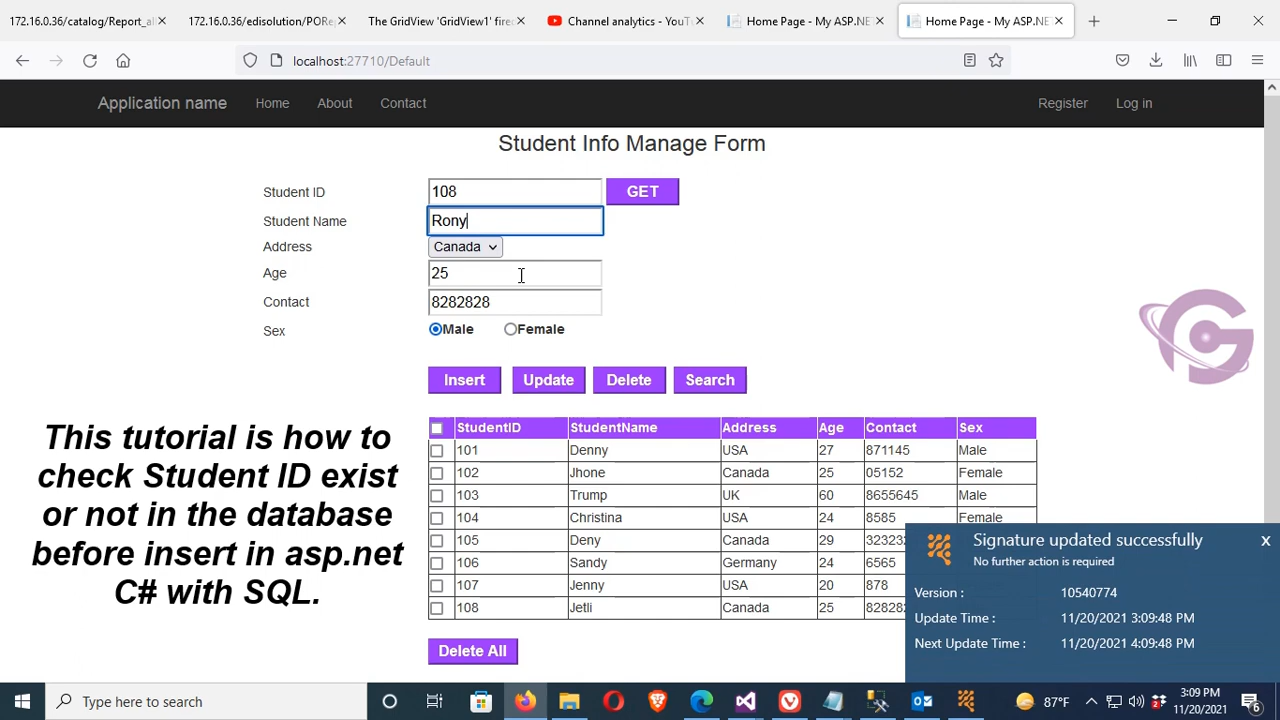 172.16.0.36/catalog/Report_al
172.16.0.36/edisolution/PORep
The GridView 'GridView1' fired
Channel analytics - YouTu
Home Page - My ASP.NE
Home Page - My ASP.NE
localhost:27710/Default
Application name Home About Contact Register Log in
Student Info Manage Form
Student ID 108 GET
Student Name Rony
Address Canada
Age 25
Contact 8282828
Sex Male Female
Insert Update Delete Search
This tutorial is how to
check Student ID exist
or not in the database
before insert in asp.net
C# with SQL.
StudentID StudentName Address Age Contact Sex
101 Denny USA 27 871145 Male
102 Jhone Canada 25 05152 Female
103 Trump UK 60 8655645 Male
104 Christina USA 24 8585 Female
105 Deny Canada 29 323232
106 Sandy Germany 24 6565
107 Jenny USA 20 878
108 Jetli Canada 25 82828
Delete All
Signature updated successfully
No further action is required
Version : 10540774
Update Time : 11/20/2021 3:09:48 PM
Next Update Time : 11/20/2021 4:09:48 PM
Type here to search
87°F
3:09 PM
11/20/2021
6